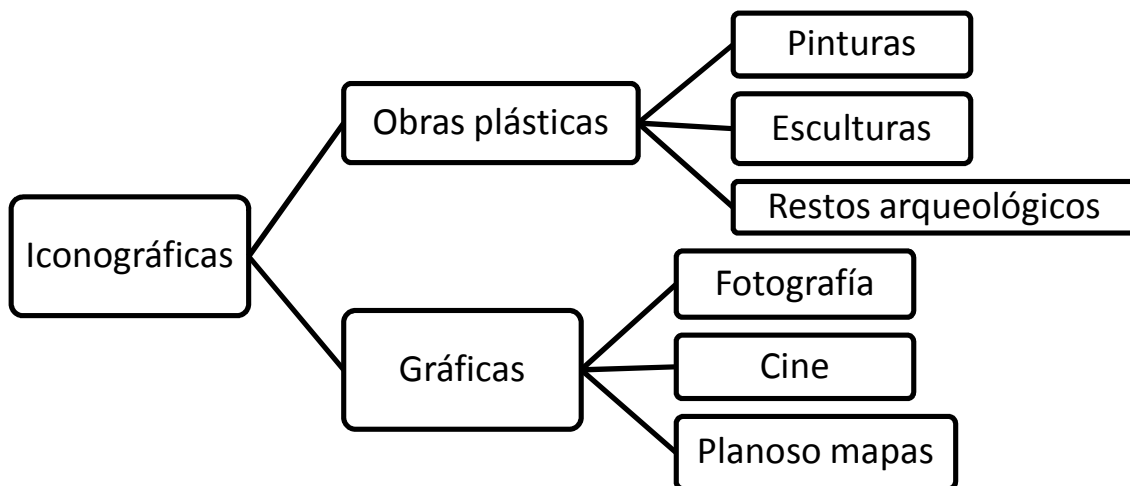 Iconográficas
Obras plásticas
Pinturas
Esculturas
Restos arqueológicos
Gráficas
Fotografía
Cine
Planoso mapas